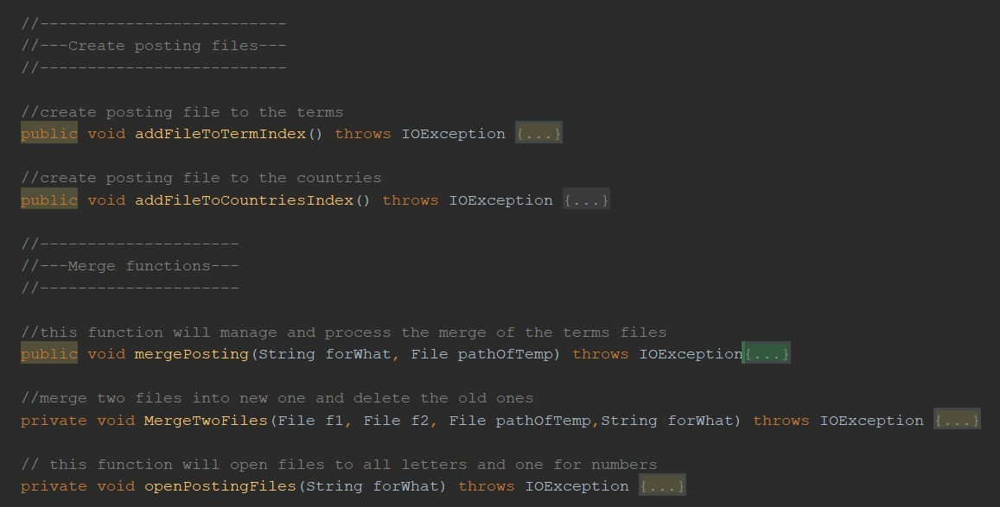 //--------------------------
//---Create posting files---
//--------------------------
//create posting file to the terms
public void addFileToTermIndex() throws IOException {...}
//create posting file to the countries
public void addFileToCountriesIndex() throws IOException {...}
//---------------------
//---Merge functions---
//---------------------
//this function will manage and process the merge of the terms files
public void mergePosting(String forWhat, File pathOfTemp) throws IOException{...}
//merge two files into new one and delete the old ones
private void MergeTwoFiles(File f1, File f2, File pathOfTemp,String forWhat) throws IOException {...}
// this function will open files to all letters and one for numbers
private void openPostingFiles(String forWhat) throws IOException {...}